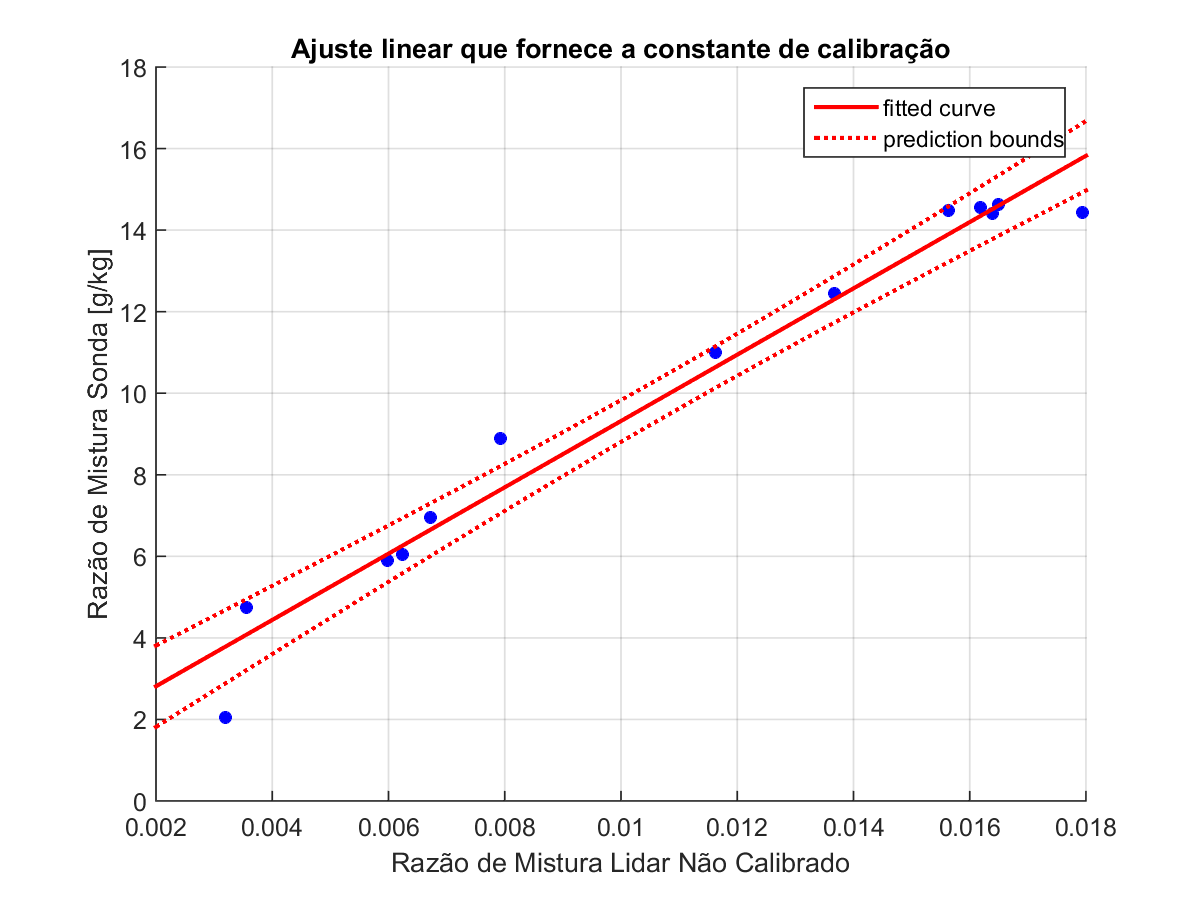 Ajuste linear que fornece a constante de calibração
fitted curve
prediction bounds
Razão de Mistura Sonda [g/kg]
18
16
14
12
10
8
6
4
2
0
0.002 0.004 0.006 0.008 0.01 0.012 0.014 0.016 0.018
Razão de Mistura Lidar Não Calibrado